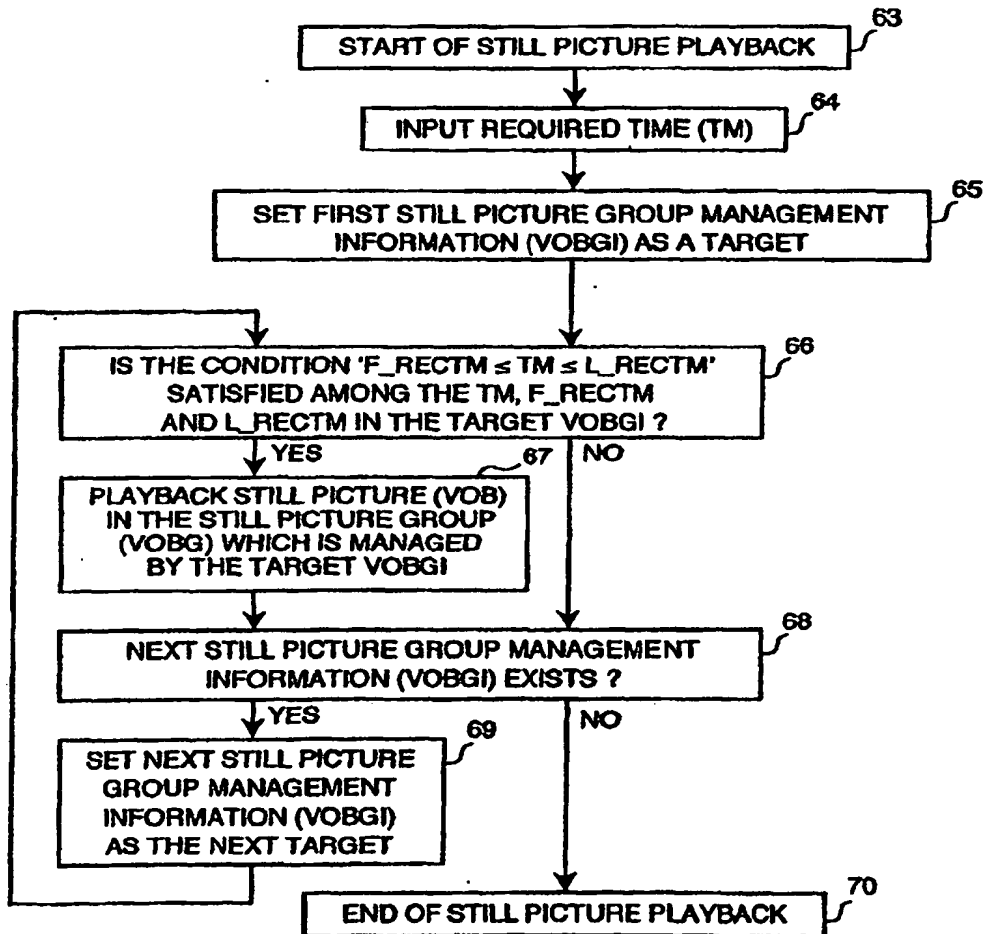 63
START OF STILL PICTURE PLAYBACK
64
INPUT REQUIRED TIME (TM)
65
SET FIRST STILL PICTURE GROUP MANAGEMENT
INFORMATION (VOBGI) AS A TARGET
66
IS THE CONDITION 'F_RECTM ≤ TM ≤ L_RECTM'
SATISFIED AMONG THE TM, F_RECTM
AND L_RECTM IN THE TARGET VOBGI ?
YES
NO
67
PLAYBACK STILL PICTURE (VOB)
IN THE STILL PICTURE GROUP
(VOBG) WHICH IS MANAGED
BY THE TARGET VOBGI
68
NEXT STILL PICTURE GROUP MANAGEMENT
INFORMATION (VOBGI) EXISTS ?
YES
NO
69
SET NEXT STILL PICTURE
GROUP MANAGEMENT
INFORMATION (VOBGI)
AS THE NEXT TARGET
70
END OF STILL PICTURE PLAYBACK